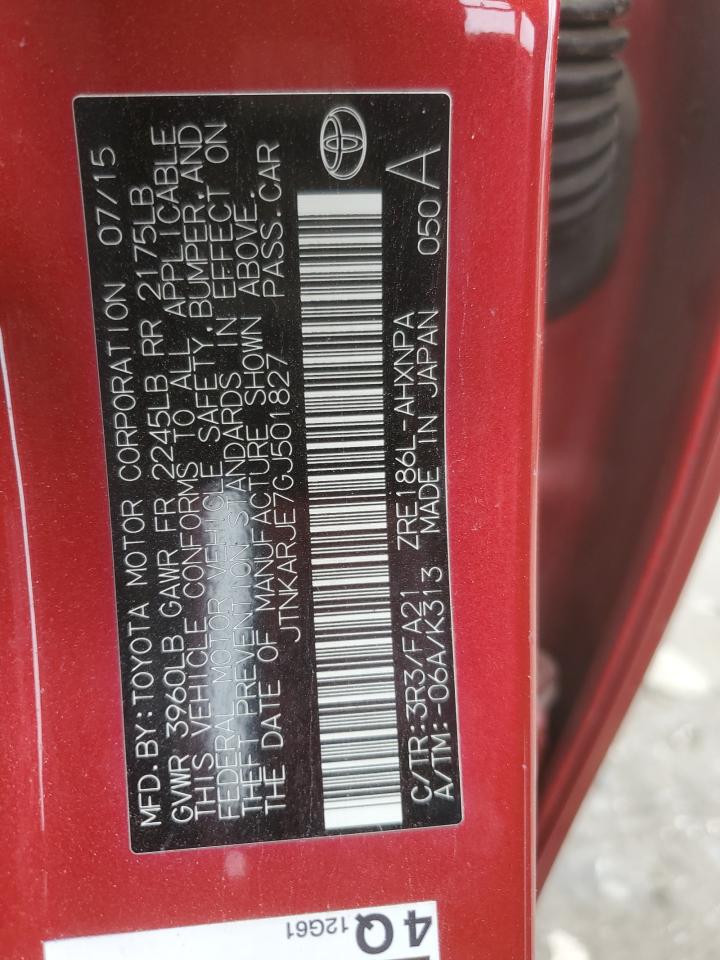 MFD.BY:TOYOTA MOTOR CORPORATION 07/15
GVWR 3960LB GAWR FR 2245LB RR 2175LB
THIS VEHICLE CONFORMS TO ALL APPLICABLE
FEDERAL MOTOR VEHICLE SAFETY,BUMPER,AND
THEFT PREVENTION STANDARDS IN EFFECT ON
THE DATE OF MANUFACTURE SHOWN ABOVE.
JTNKARJE7GJ501827 PASS.CAR
C/TR:3R3/FA21 ZRE186L-AHXNPA 050A
A/TM:-06A/K313 MADE IN JAPAN
4Q
12G61